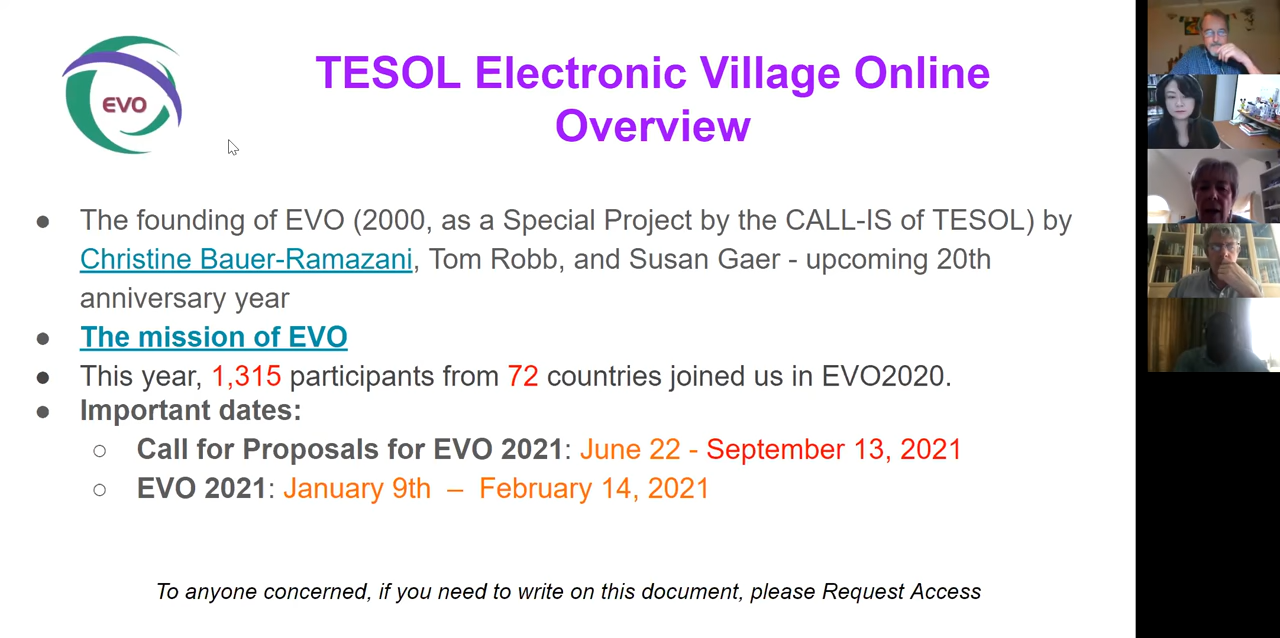 EVO
TESOL Electronic Village Online
Overview
● The founding of EVO (2000, as a Special Project by the CALL-IS of TESOL) by
Christine Bauer-Ramazani, Tom Robb, and Susan Gaer - upcoming 20th
anniversary year
● The mission of EVO
● This year, 1,315 participants from 72 countries joined us in EVO2020.
● Important dates:
○ Call for Proposals for EVO 2021: June 22 - September 13, 2021
○ EVO 2021: January 9th – February 14, 2021
To anyone concerned, if you need to write on this document, please Request Access